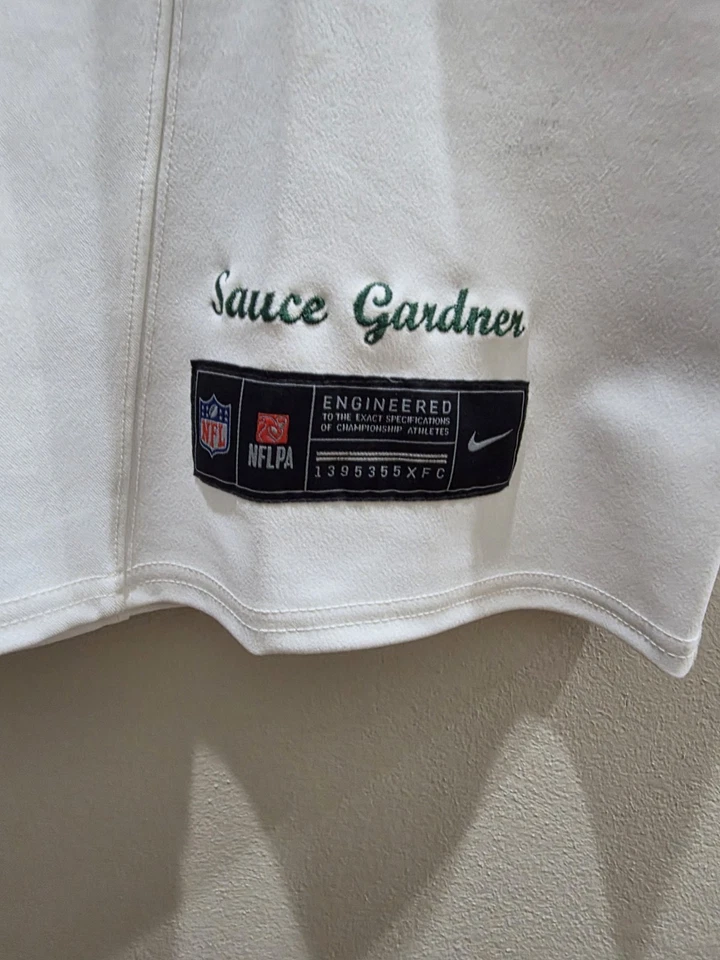 Sauce Gardner
NFL
NFLPA
ENGINEERED
TO THE EXACT SPECIFICATIONS
OF CHAMPIONSHIP ATHLETES
1395355XFC